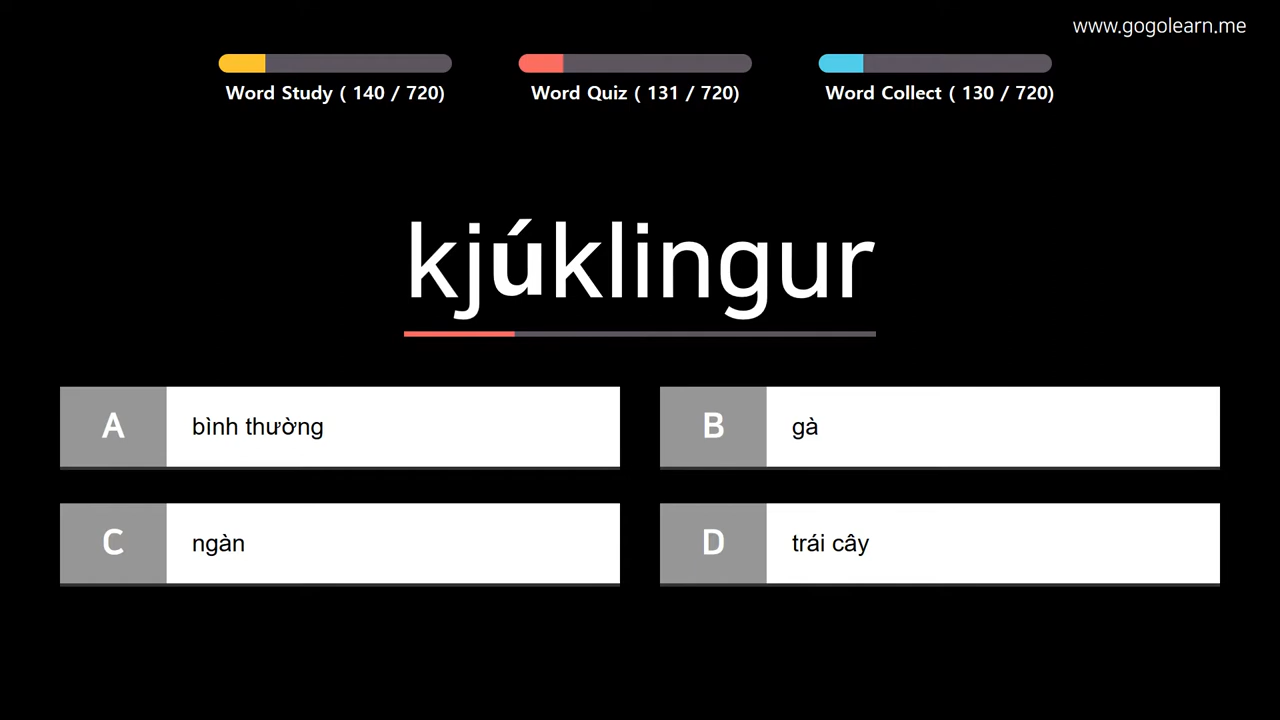 www.gogolearn.me
Word Study ( 140 / 720)
Word Quiz ( 131 / 720)
Word Collect ( 130 / 720)
kjúklingur
A bình thường
B gà
C ngàn
D trái cây